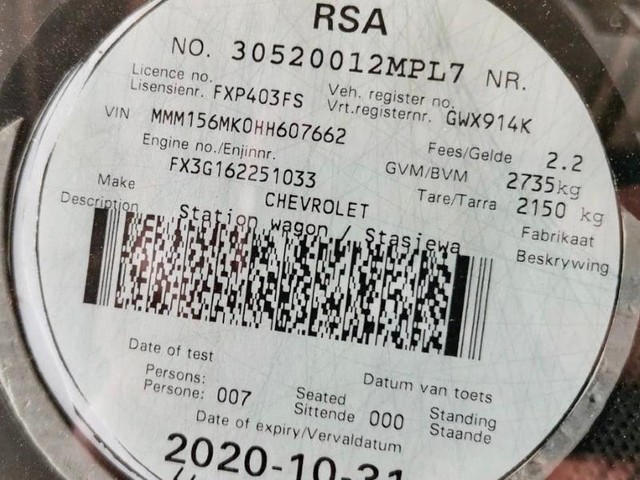 RSA
NO. 30520012MPL7 NR.
Licence no. Veh. register no.
Lisensienr. FXP403FS Vrt.registernr. GWX914K
VIN MMM156MK0HH607662 Fees/Gelde 2.2
Engine no./Enjinnr. GVM/BVM 2735kg
FX3G162251033 Tare/Tarra 2150 kg
Make CHEVROLET Fabrikaat
Description Station wagon / Stasiewa Beskrywing
Date of test Datum van toets
Persons: Seated Standing
Persone: 007 Sittende 000 Staande
Date of expiry/Vervaldatum
2020-10-31